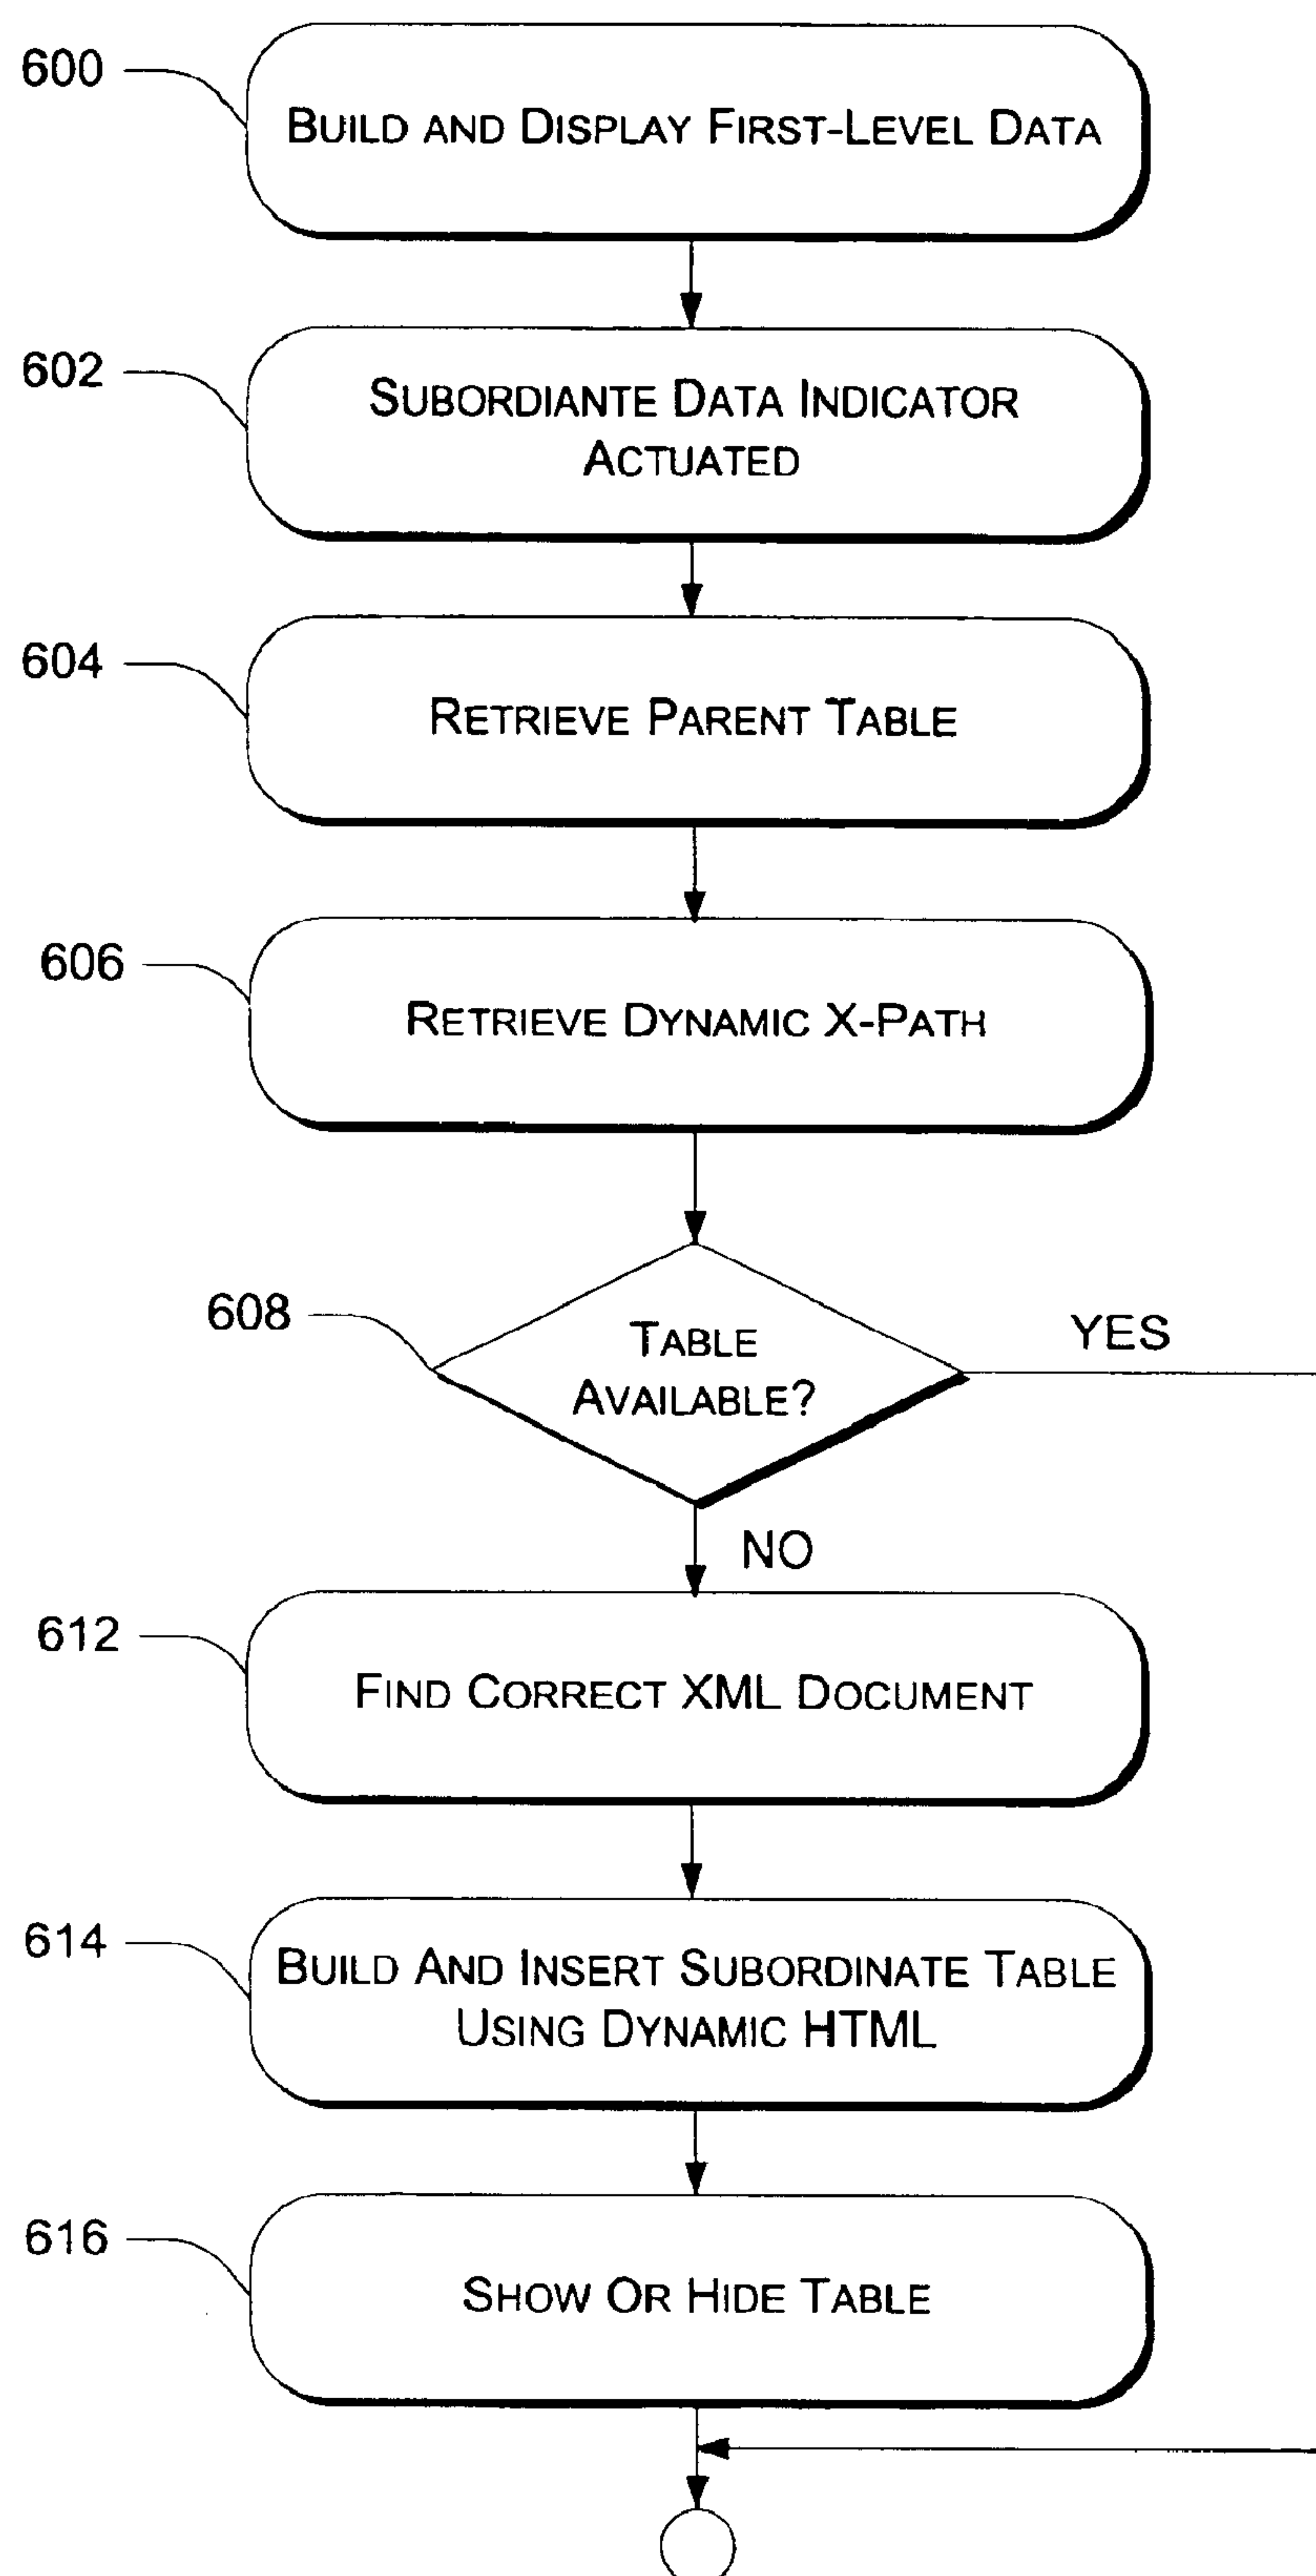 600
BUILD AND DISPLAY FIRST-LEVEL DATA
602
SUBORDIANTE DATA INDICATOR
ACTUATED
604
RETRIEVE PARENT TABLE
606
RETRIEVE DYNAMIC X-PATH
608
TABLE
AVAILABLE?
YES
NO
612
FIND CORRECT XML DOCUMENT
614
BUILD AND INSERT SUBORDINATE TABLE
USING DYNAMIC HTML
616
SHOW OR HIDE TABLE